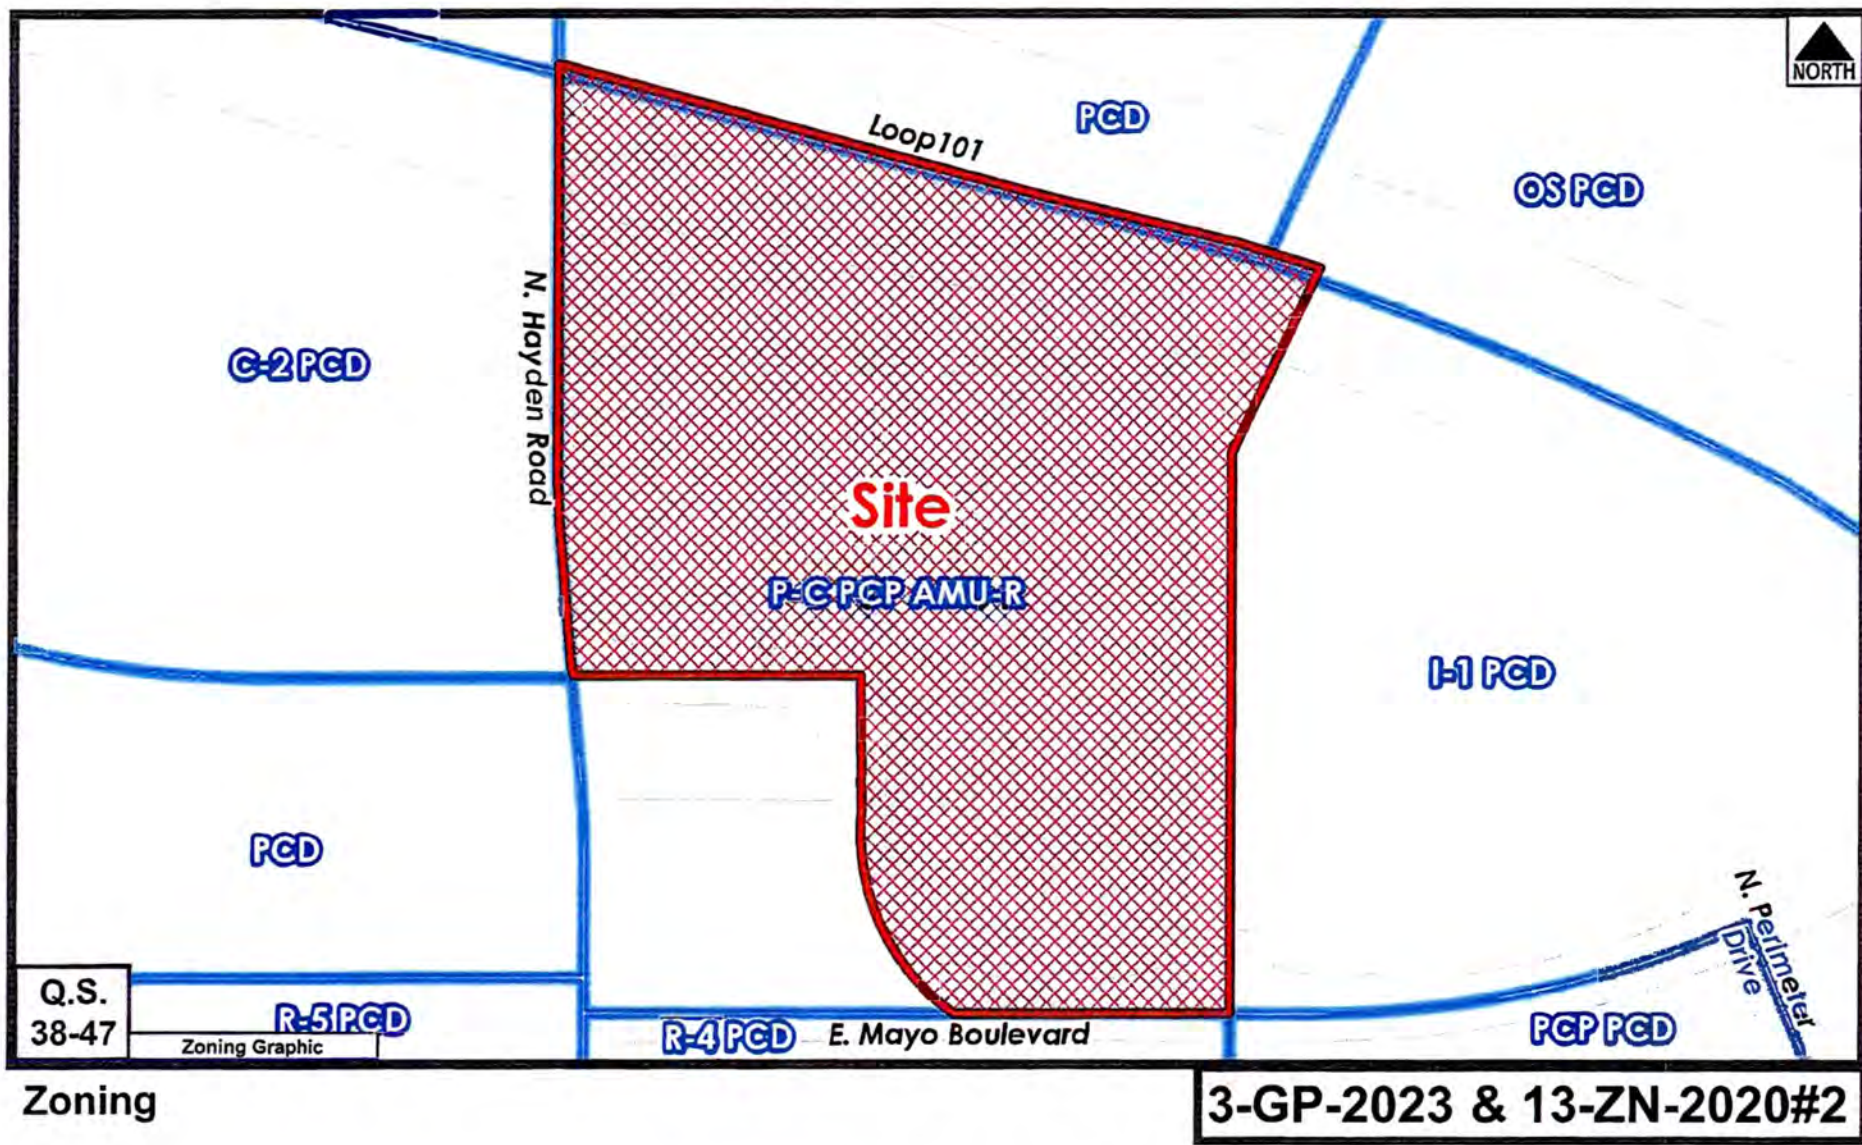 NORTH
PCD
Loop101
OS PCD
N. Hayden Road
C-2 PCD
Site
P-C PCP AMU-R
I-1 PCD
PCD
N. Perimeter
Drive
Q.S.
38-47
R-5 PCD
Zoning Graphic
R-4 PCD
E. Mayo Boulevard
PCP PCD
Zoning
3-GP-2023 & 13-ZN-2020#2